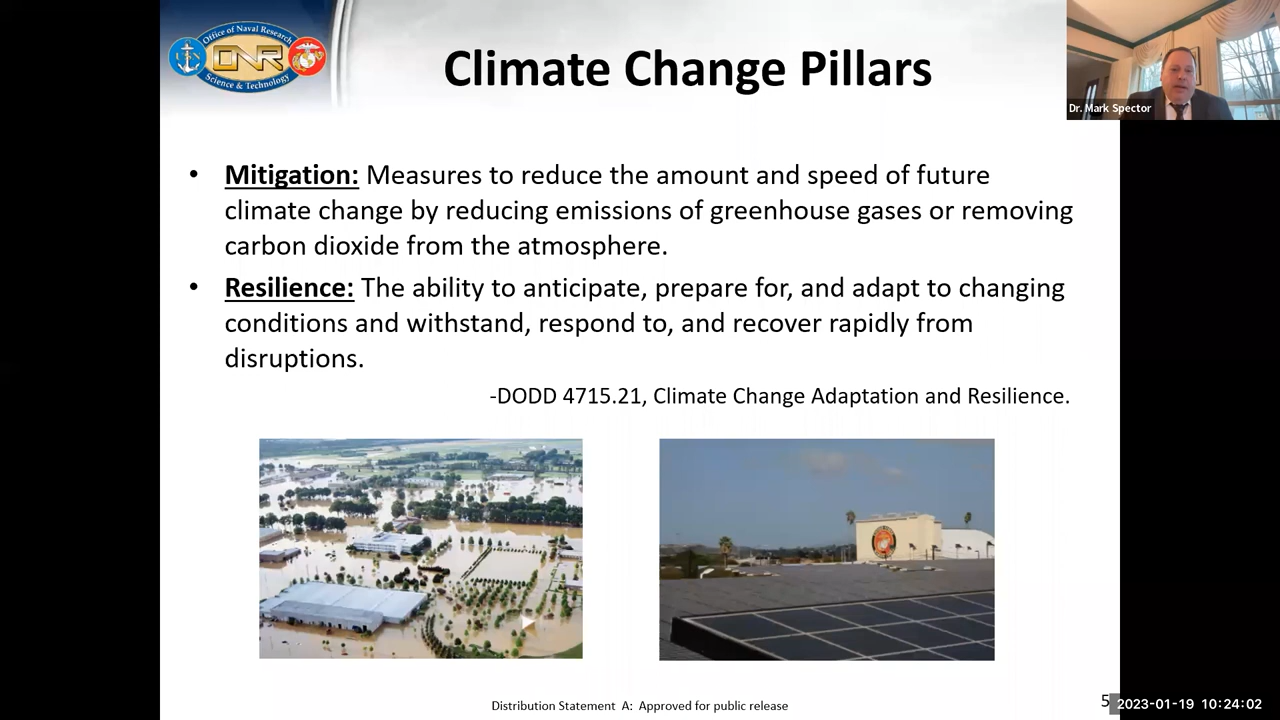 Office of Naval Research
ONR
Science & Technology
Climate Change Pillars
Dr. Mark Spector
• Mitigation: Measures to reduce the amount and speed of future
climate change by reducing emissions of greenhouse gases or removing
carbon dioxide from the atmosphere.
• Resilience: The ability to anticipate, prepare for, and adapt to changing
conditions and withstand, respond to, and recover rapidly from
disruptions.
-DODD 4715.21, Climate Change Adaptation and Resilience.
Distribution Statement A: Approved for public release
5
2023-01-19 10:24:02